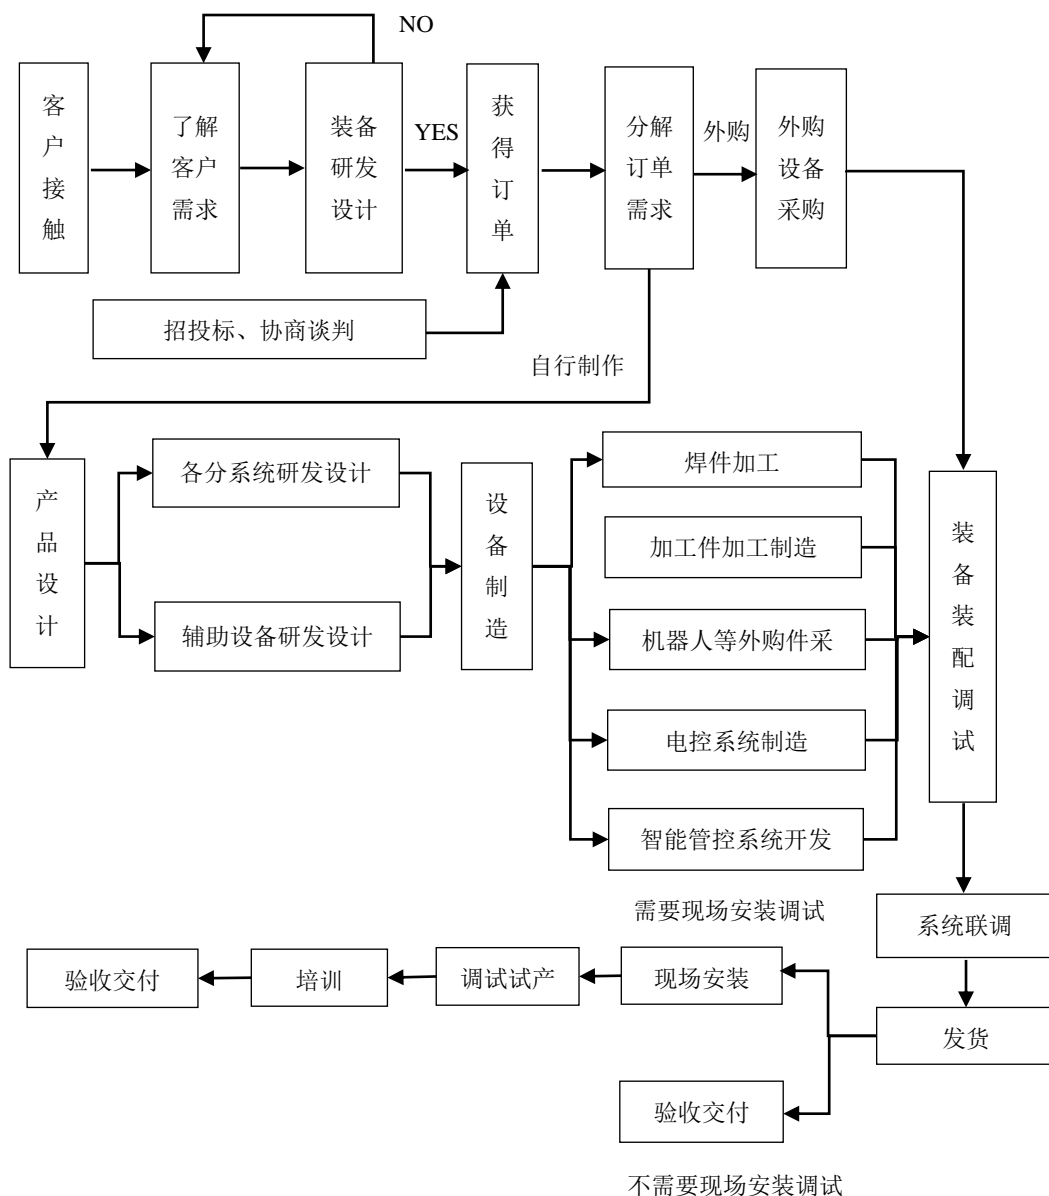 NO
客户接触
了解
客户
需求
装备
研发
设计
YES
获得订单
分解
订单
需求
外购
外购
设备
采购
招投标、协商谈判
自行制作
产品设计
各分系统研发设计
辅助设备研发设计
设备制造
焊件加工
加工件加工制造
机器人等外购件采
电控系统制造
智能管控系统开发
装备装配调试
需要现场安装调试
系统联调
验收交付
培训
调试试产
现场安装
发货
验收交付
不需要现场安装调试